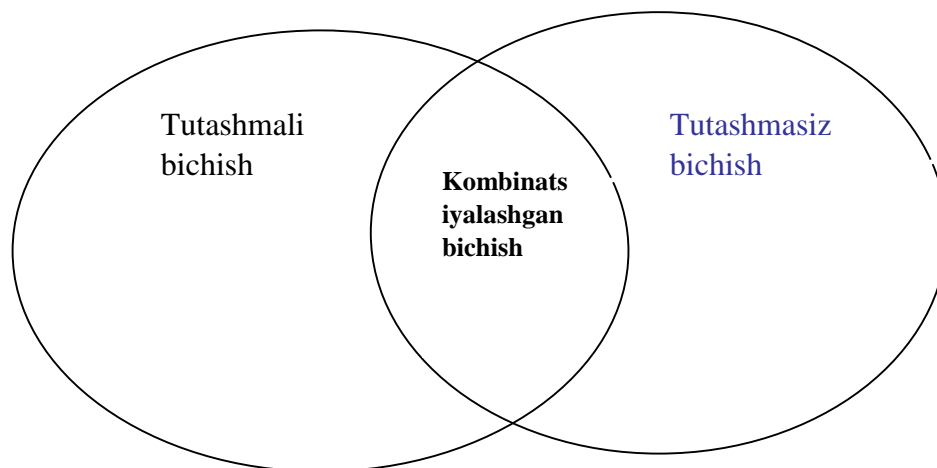 Tutashmali
bichish
Kombinats
iyalashgan
bichish
Tutashmasiz
bichish